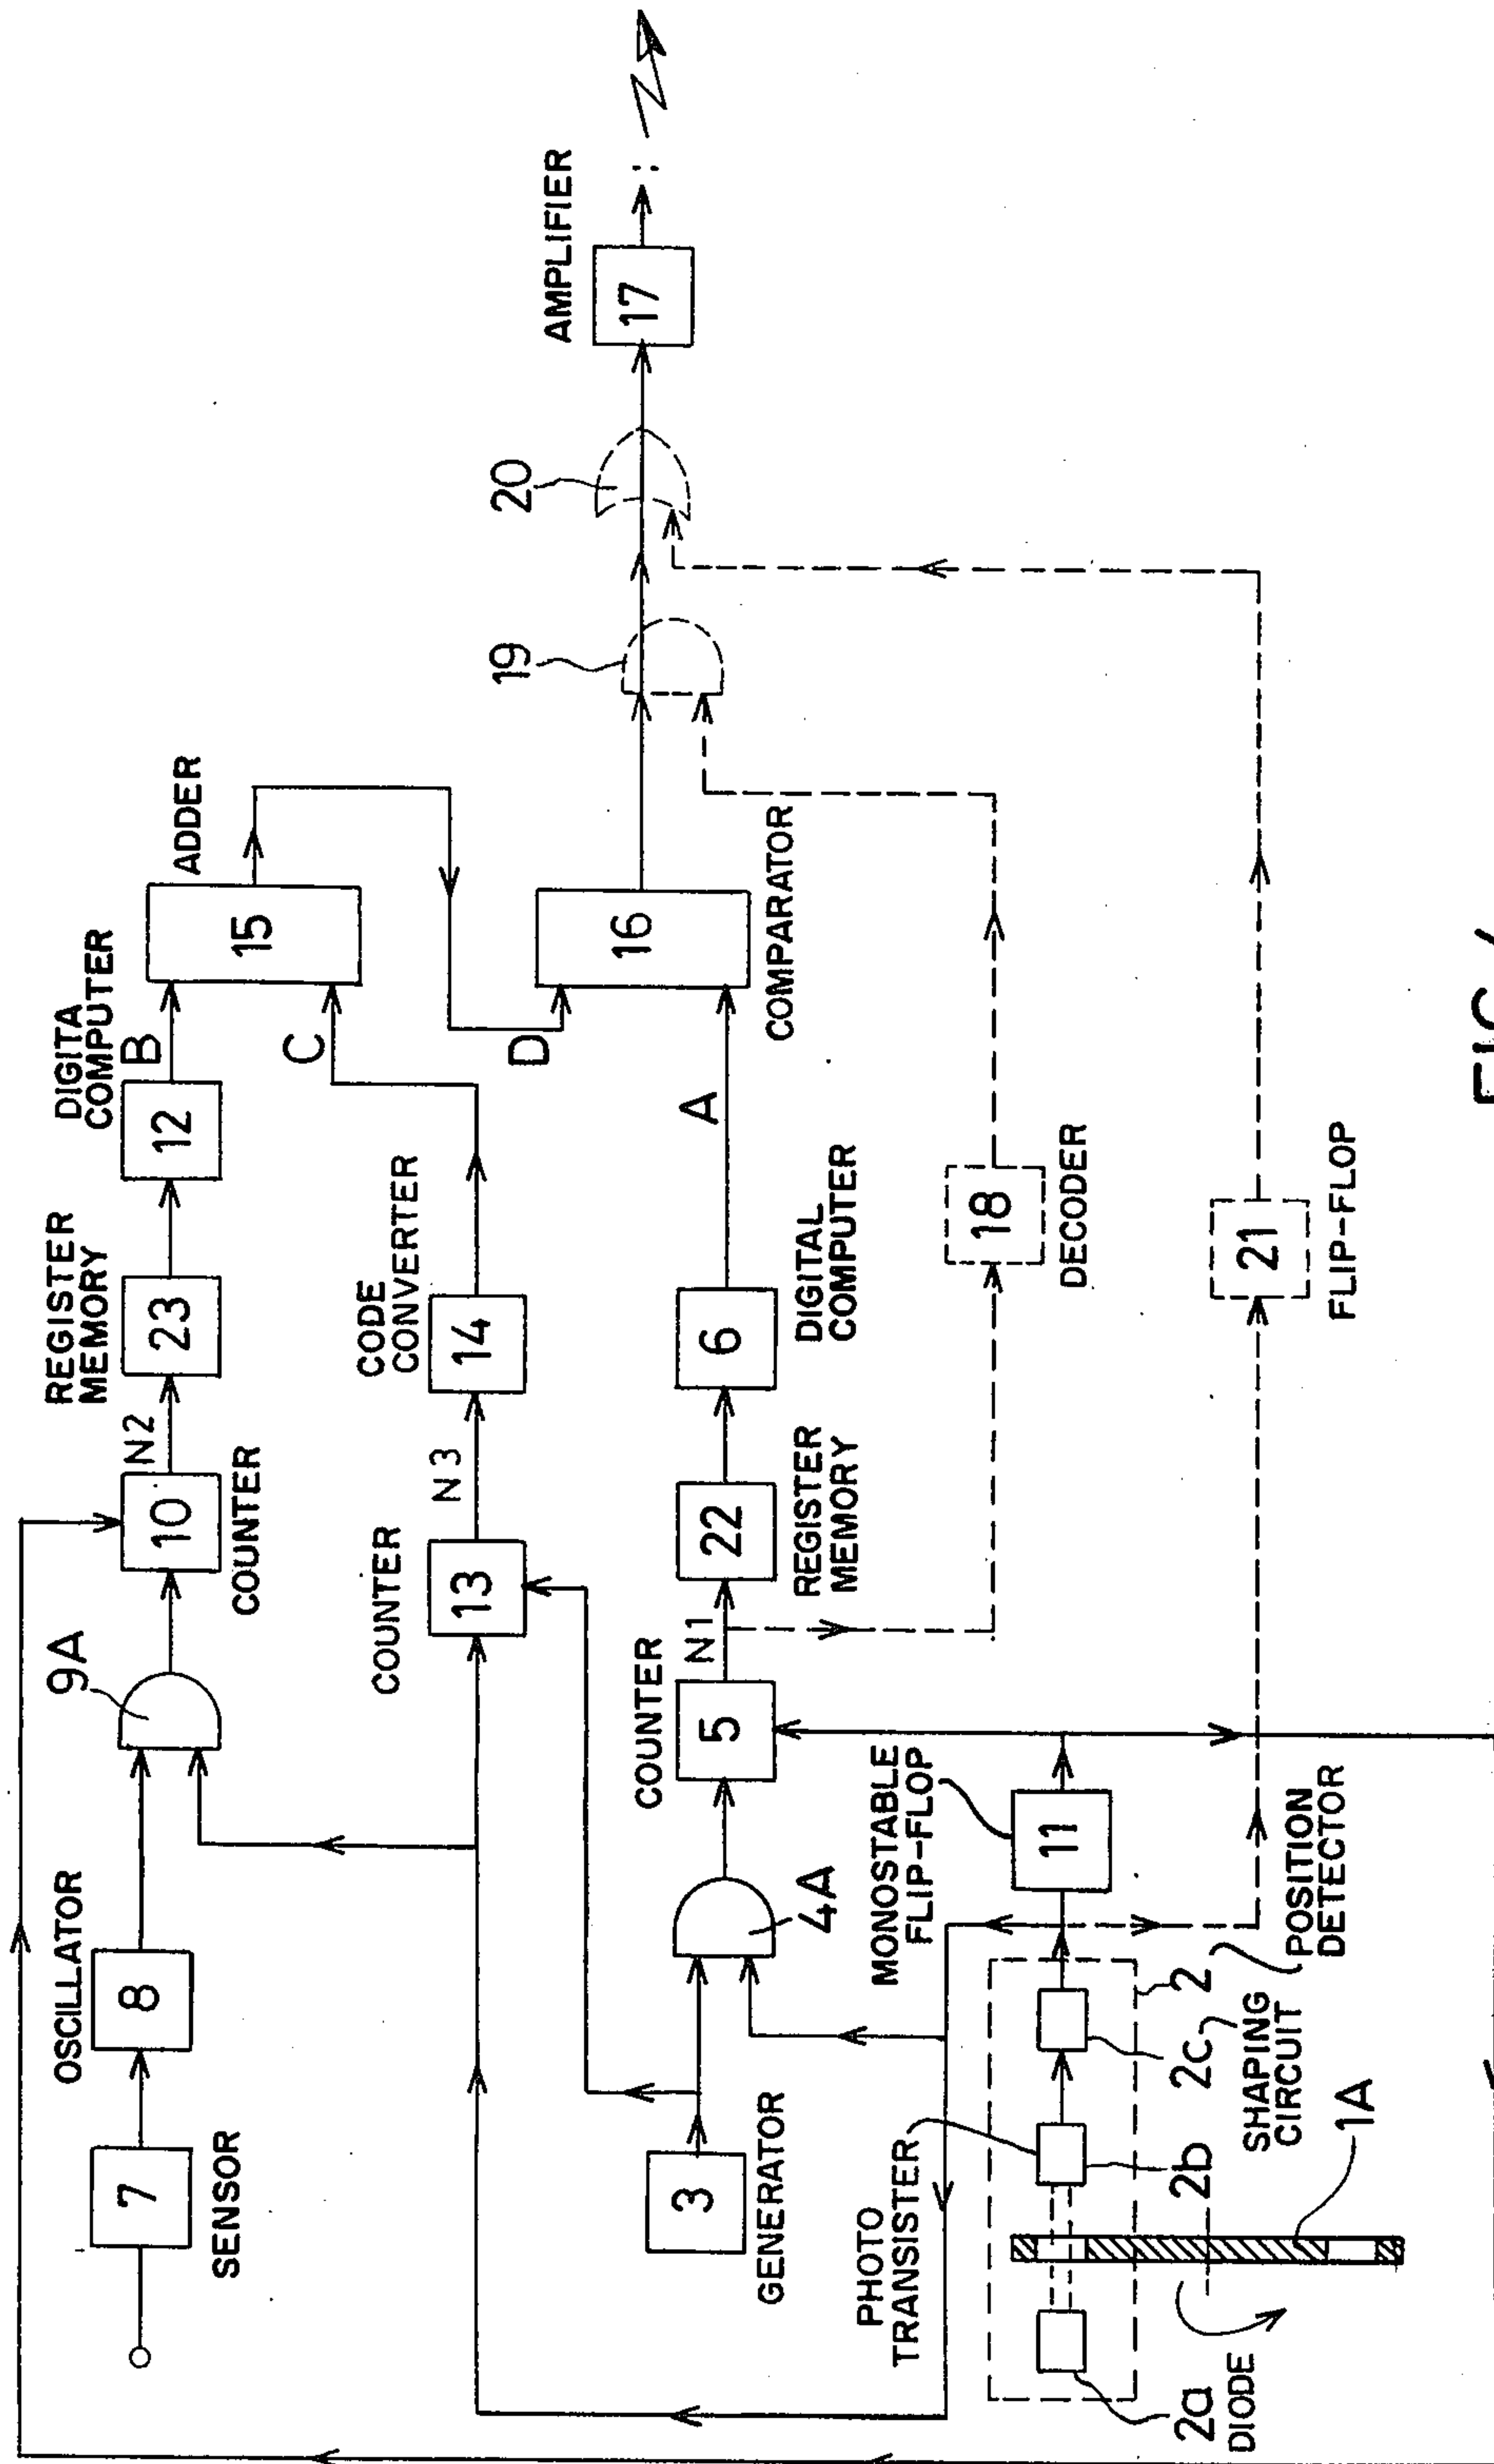 SENSOR
7
OSCILLATOR
8
9A
COUNTER
10
N2
REGISTER
MEMORY
23
DIGITA
COMPUTER
12
B
ADDER
15
C
COUNTER
13
N3
CODE
CONVERTER
14
D
GENERATOR
3
4A
COUNTER
5
N1
REGISTER
MEMORY
22
DIGITAL
COMPUTER
6
A
COMPARATOR
16
19
20
AMPLIFIER
17
PHOTO
TRANSISTER
MONOSTABLE
FLIP-FLOP
11
DECODER
18
FLIP-FLOP
21
2a
DIODE
2b
2c
SHAPING
CIRCUIT
2
POSITION
DETECTOR
1A